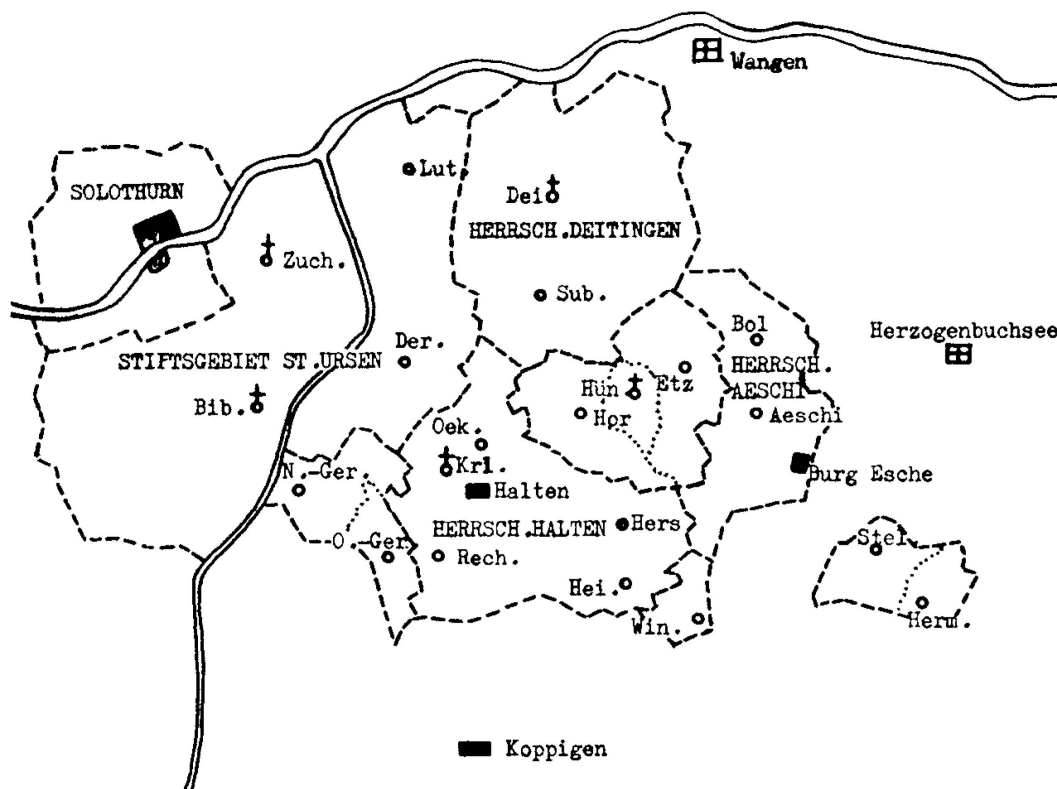 Wangen
SOLOTHURN
Lut.
Dei
HERRSCH.DEITINGEN
Zuch.
Sub.
Bol
Herzogenbuchsee
Der.
STIFTSGEBIET ST.URSEN
HERRSCH.
AESCHI
Etz
Hün.
Bib.
Hor
Aeschi
Oek.
Kri.
N.-Ger.
Halten
Burg Esche
HERRSCH.HALTEN
Hers
O.-Ger.
Rech.
Stel
Hei.
Win.
Herm.
Koppigen